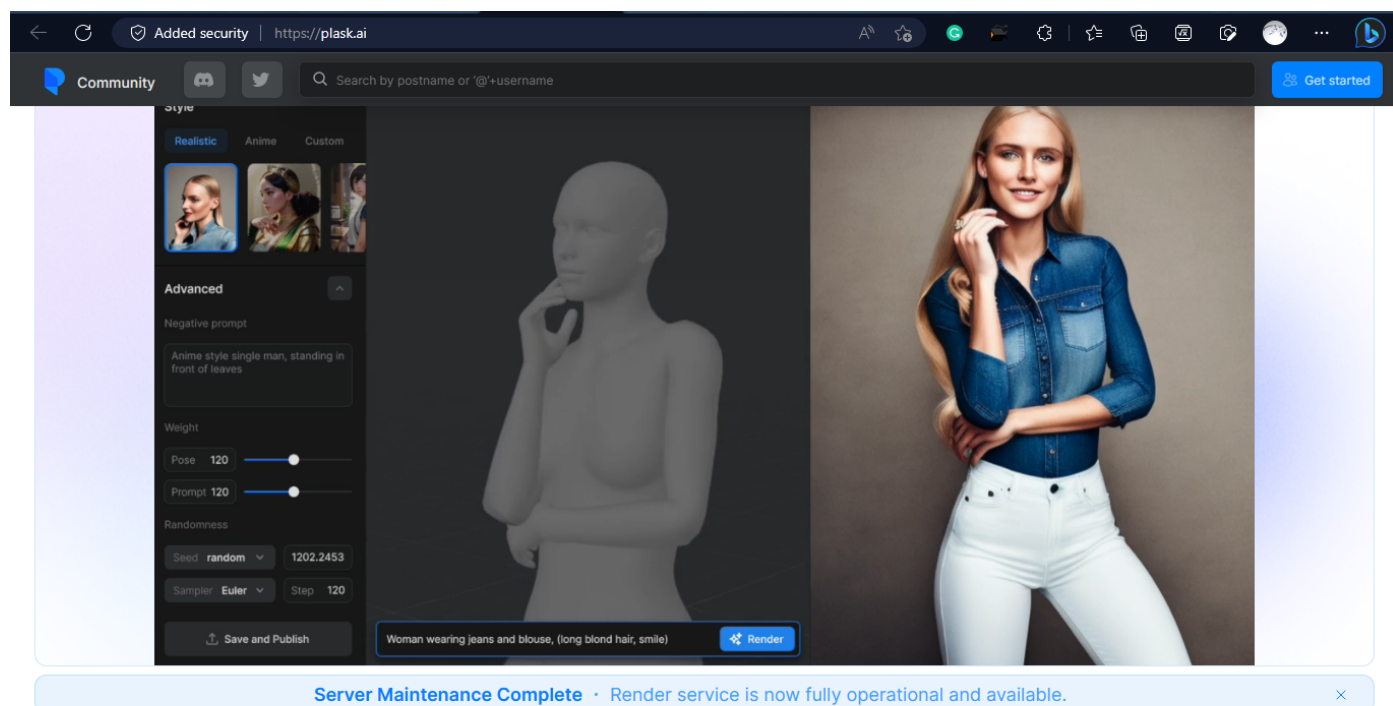 Added security
https://plask.ai
Community
Search by postname or '@'+username
Get started
Style
Realistic
Anime
Custom
Advanced
Negative prompt
Anime style single man, standing in
front of leaves
Weight
Pose 120
Prompt 120
Randomness
Seed random
1202.2453
Sampler Euler
Step 120
Save and Publish
Woman wearing jeans and blouse, (long blond hair, smile)
Render
Server Maintenance Complete · Render service is now fully operational and available.